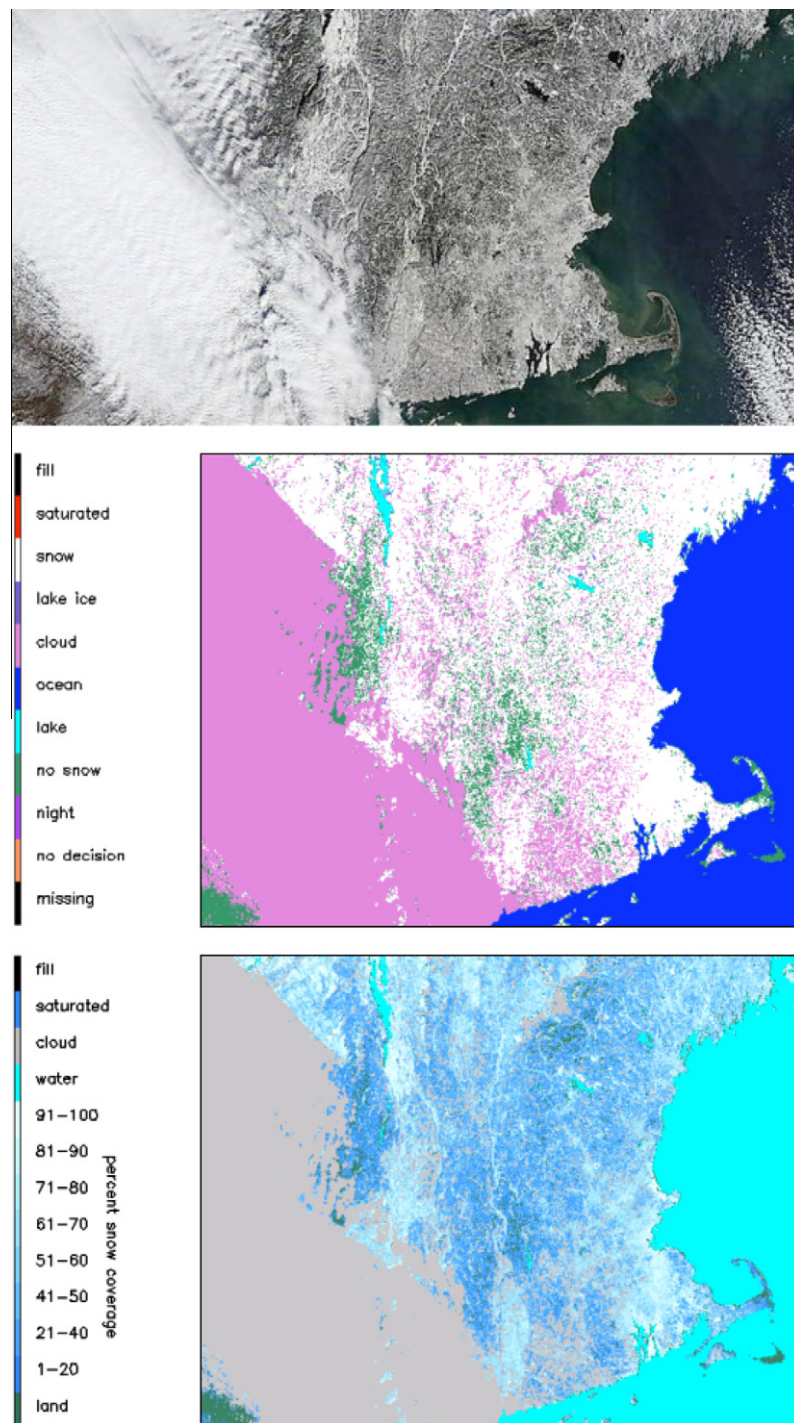 fill
saturated
snow
lake ice
cloud
ocean
lake
no snow
night
no decision
missing
fill
saturated
cloud
water
91-100
81-90
71-80
61-70
51-60
41-50
21-40
1-20
land
percent snow coverage